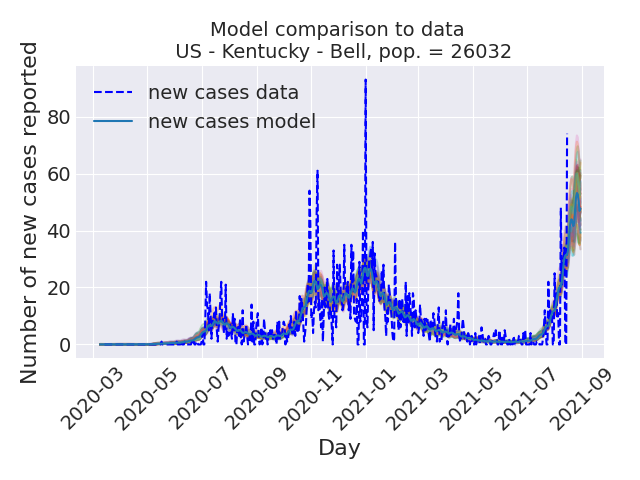 Model comparison to data
US - Kentucky - Bell, pop. = 26032
Number of new cases reported
new cases data
new cases model
80
60
40
20
0
2020-03
2020-05
2020-07
2020-09
2020-11
2021-01
2021-03
2021-05
2021-07
2021-09
Day